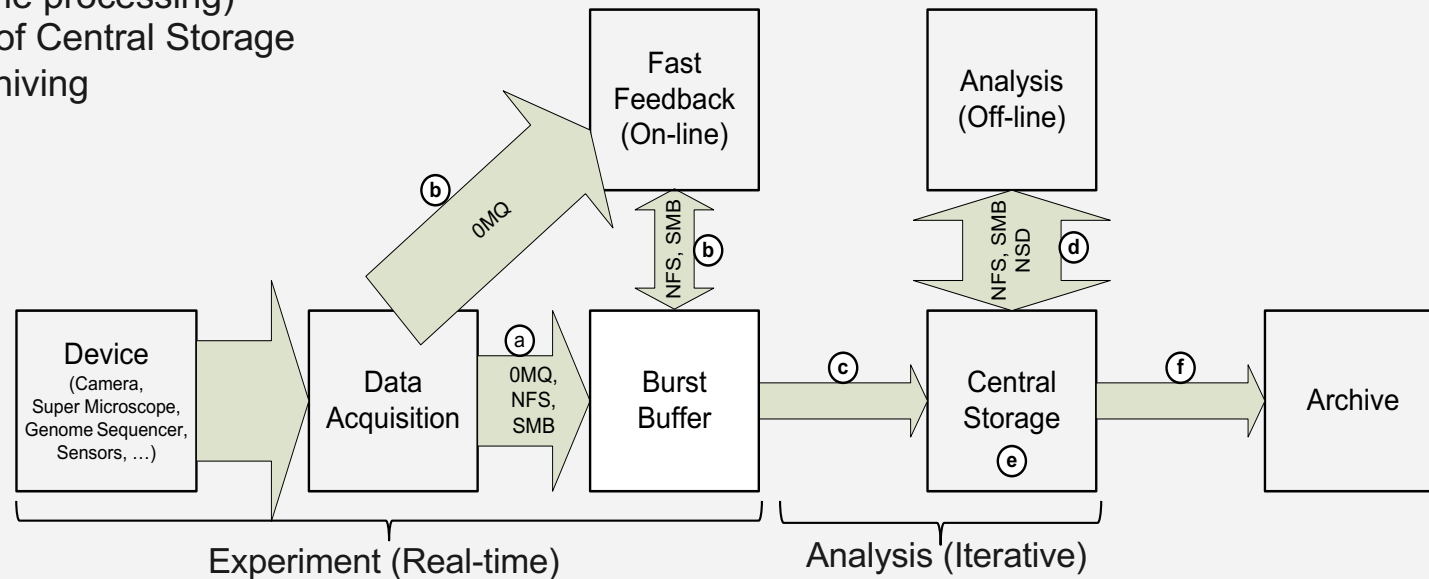 of Central Storage
Fast
Feedback
(On-line)
Analysis
(Off-line)
b
0MQ
NFS, SMB
b
NFS, SMB
NSD
d
Device
(Camera,
Super Microscope,
Genome Sequencer,
Sensors, …)
Data
Acquisition
a
0MQ,
NFS,
SMB
Burst
Buffer
c
Central
Storage
e
f
Archive
Experiment (Real-time)
Analysis (Iterative)